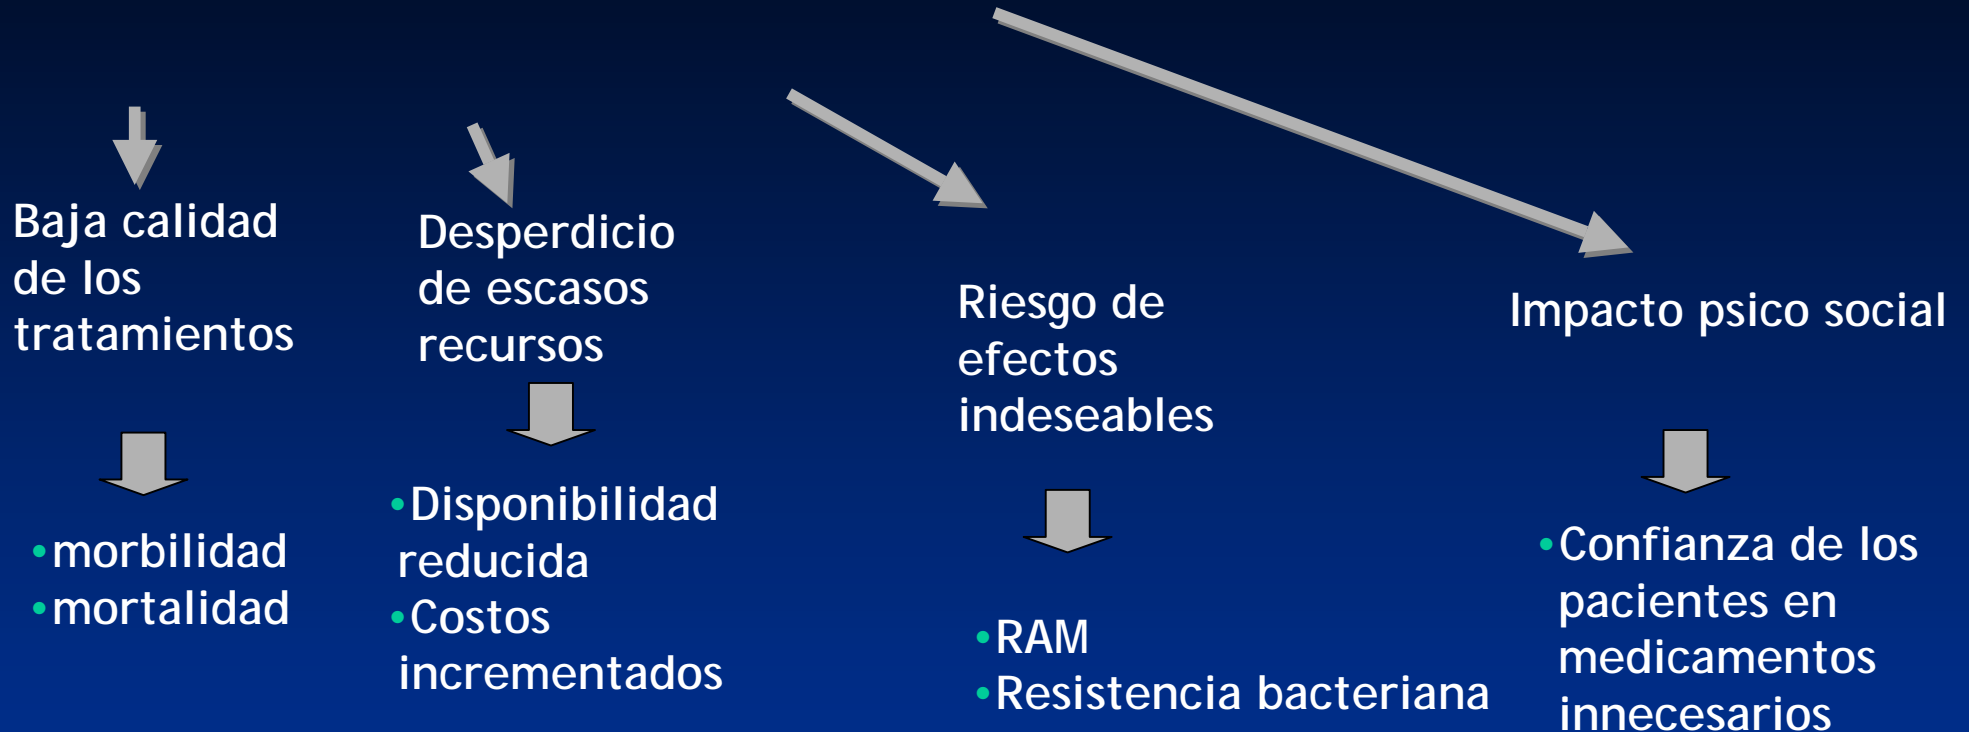 Baja calidad
de los
tratamientos
•morbilidad
•mortalidad
Desperdicio
de escasos
recursos
•Disponibilidad
reducida
•Costos
incrementados
Riesgo de
efectos
indeseables
•RAM
•Resistencia bacteriana
Impacto psico social
•Confianza de los
pacientes en
medicamentos
innecesarios